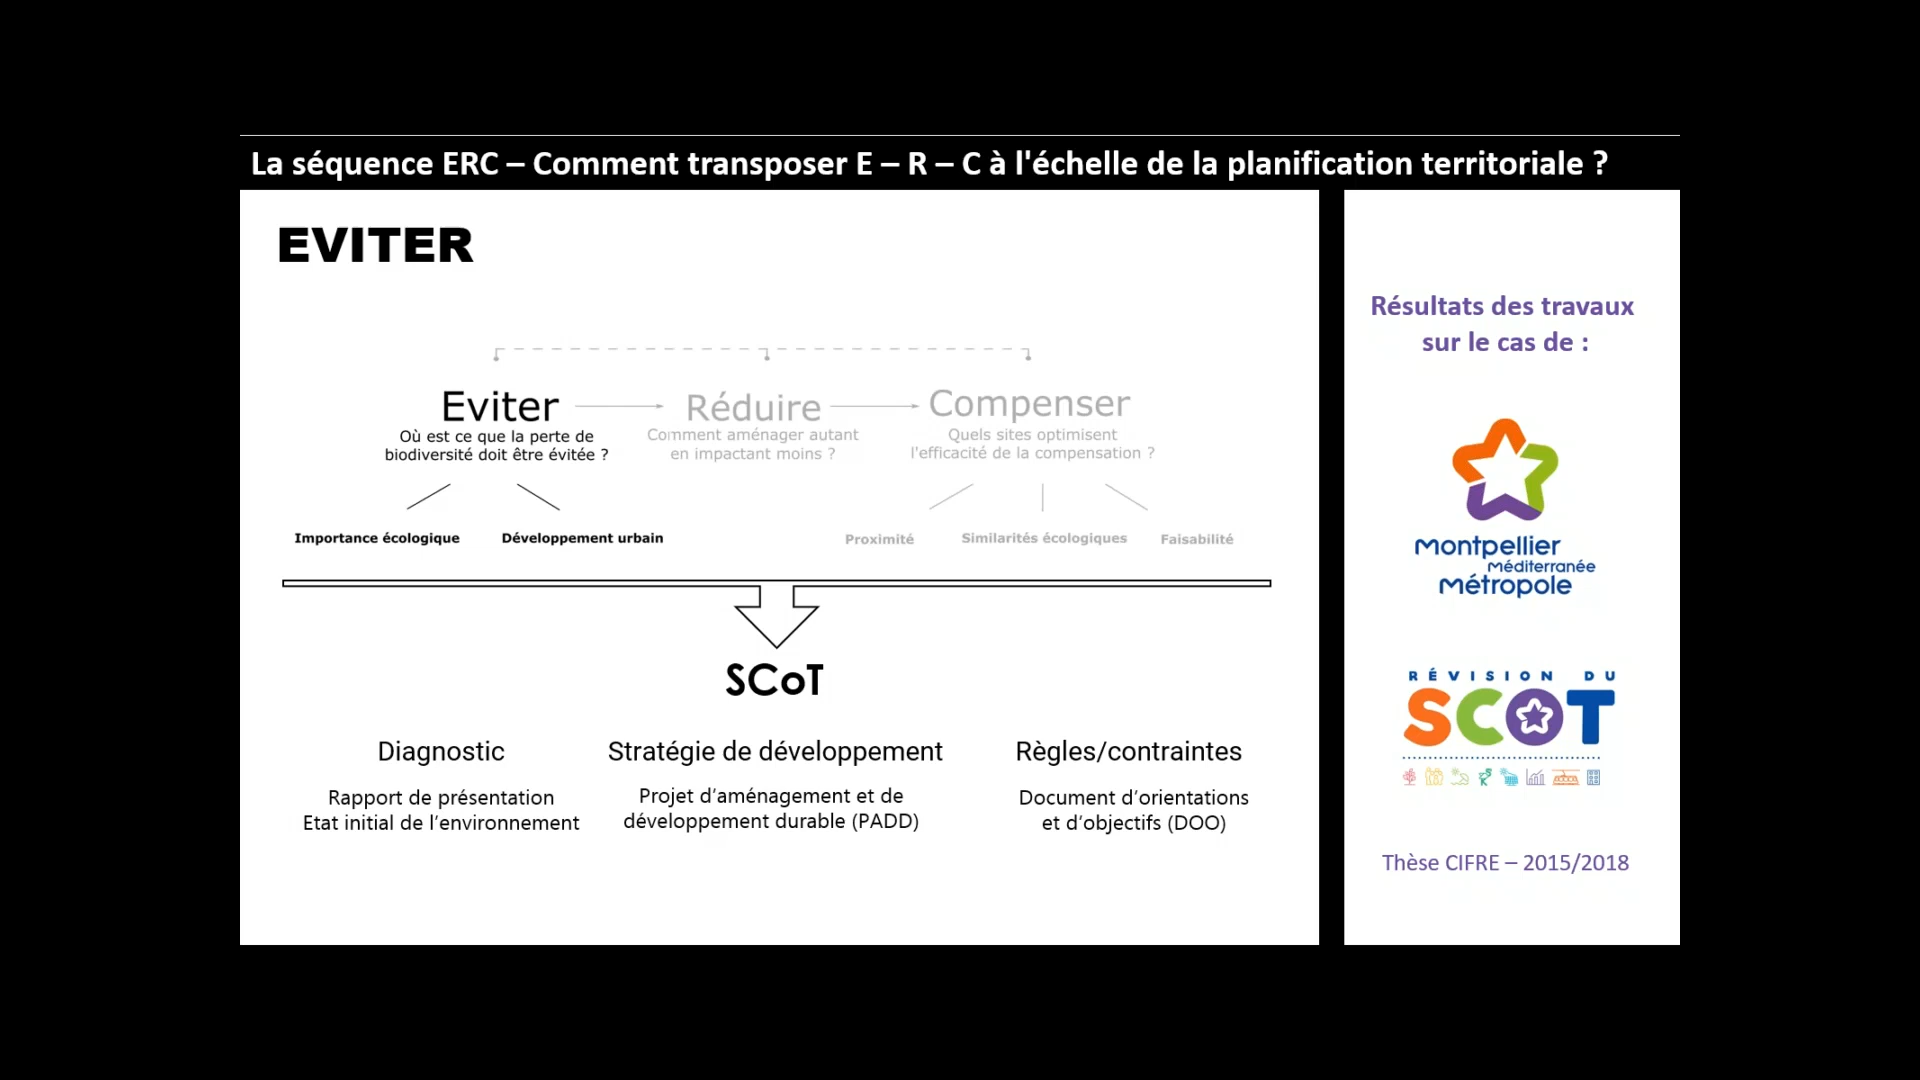 La séquence ERC – Comment transposer E – R – C à l'échelle de la planification territoriale ?
EVITER
Eviter
Où est ce que la perte de
biodiversité doit être évitée ?
Importance écologique
Développement urbain
Réduire
Comment aménager autant
en impactant moins ?
Compenser
Quels sites optimisent
l'efficacité de la compensation ?
Proximité
Similarités écologiques
Faisabilité
SCoT
Diagnostic
Rapport de présentation
Etat initial de l'environnement
Stratégie de développement
Projet d'aménagement et de
développement durable (PADD)
Règles/contraintes
Document d'orientations
et d'objectifs (DOO)
Résultats des travaux
sur le cas de :
montpellier
méditerranée
métropole
RÉVISION DU
SCOT
Thèse CIFRE – 2015/2018